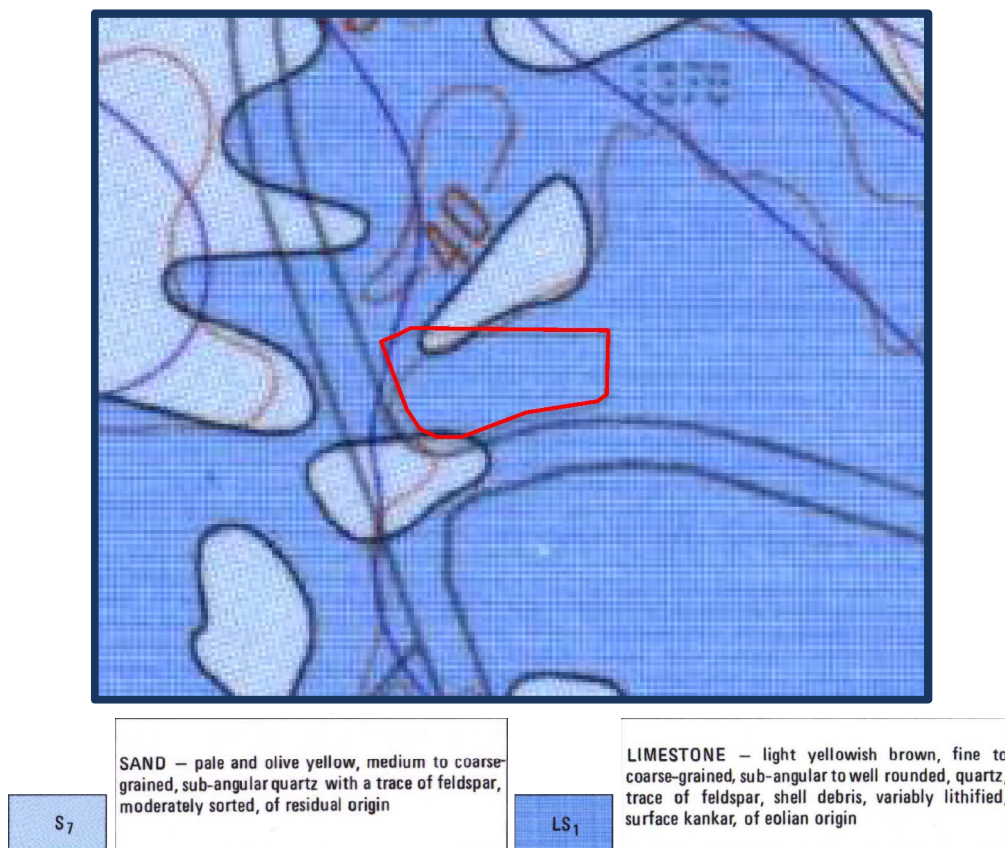 40
SAND – pale and olive yellow, medium to coarse-
grained, sub-angular quartz with a trace of feldspar,
moderately sorted, of residual origin
S7
LIMESTONE – light yellowish brown, fine to
coarse-grained, sub-angular to well rounded, quartz,
trace of feldspar, shell debris, variably lithified,
surface kankar, of eolian origin
LS1